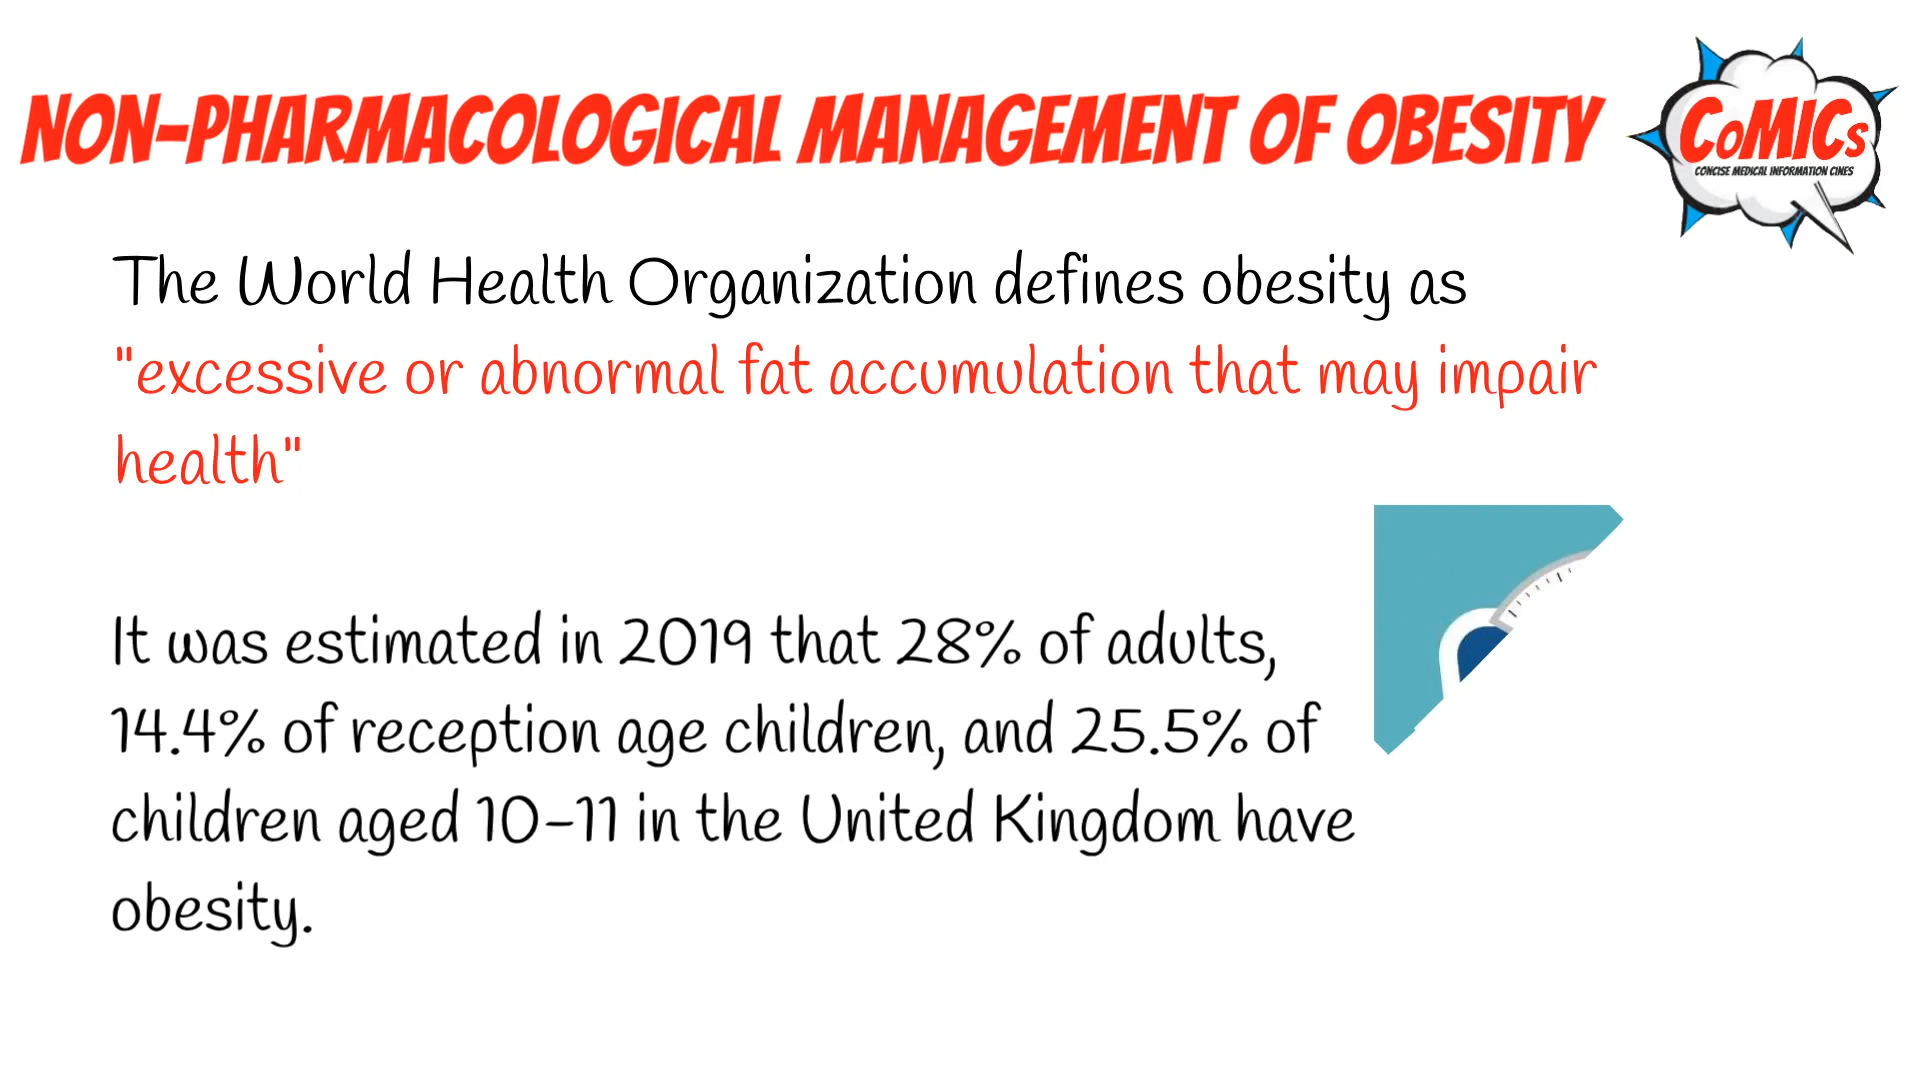 NON-PHARMACOLOGICAL MANAGEMENT OF OBESITY
CoMICs
CONCISE MEDICAL INFORMATION CINES
The World Health Organization defines obesity as
"excessive or abnormal fat accumulation that may impair
health"
It was estimated in 2019 that 28% of adults,
14.4% of reception age children, and 25.5% of
children aged 10-11 in the United Kingdom have
obesity.